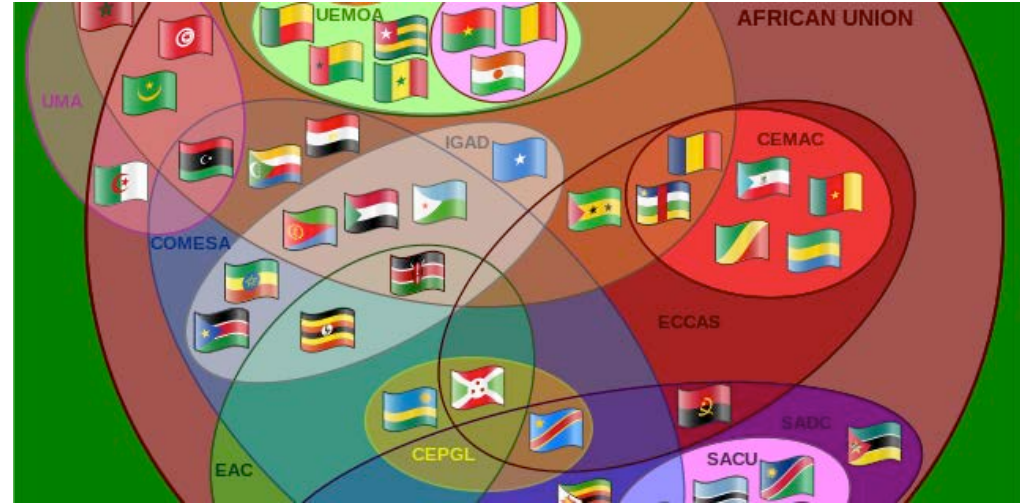 UEMOA
AFRICAN UNION
UMA
IGAD
CEMAC
COMESA
ECCAS
SADC
CEPGL
SACU
EAC